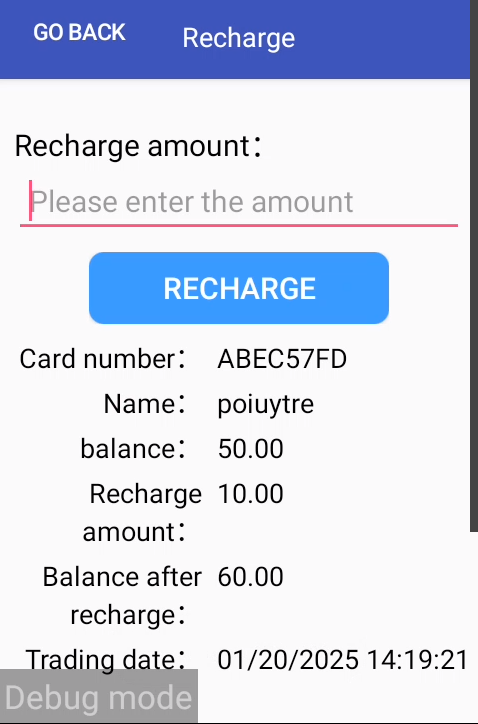 GO BACK Recharge
Recharge amount：
Please enter the amount
RECHARGE
Card number： ABEC57FD
Name： poiuytre
balance： 50.00
Recharge 10.00
amount：
Balance after 60.00
recharge：
Trading date： 01/20/2025 14:19:21
Debug mode